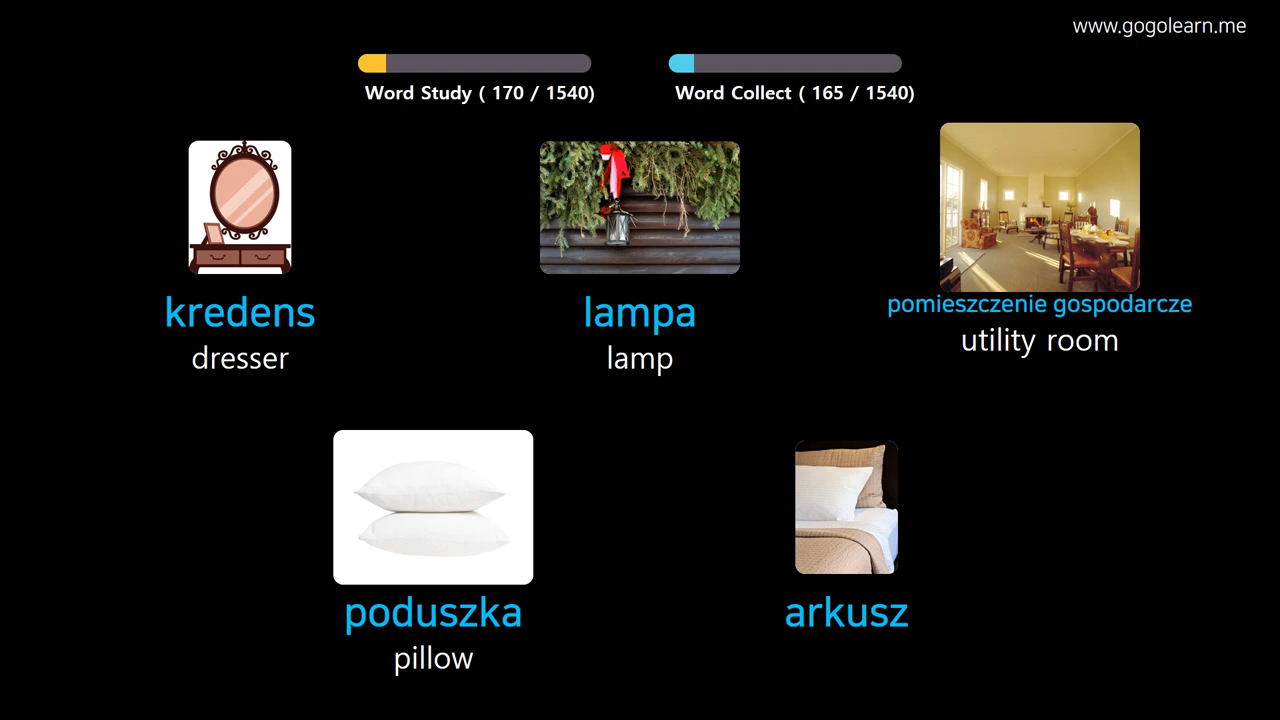 www.gogolearn.me
Word Study ( 170 / 1540)
Word Collect ( 165 / 1540)
kredens
dresser
lampa
lamp
pomieszczenie gospodarcze
utility room
poduszka
pillow
arkusz